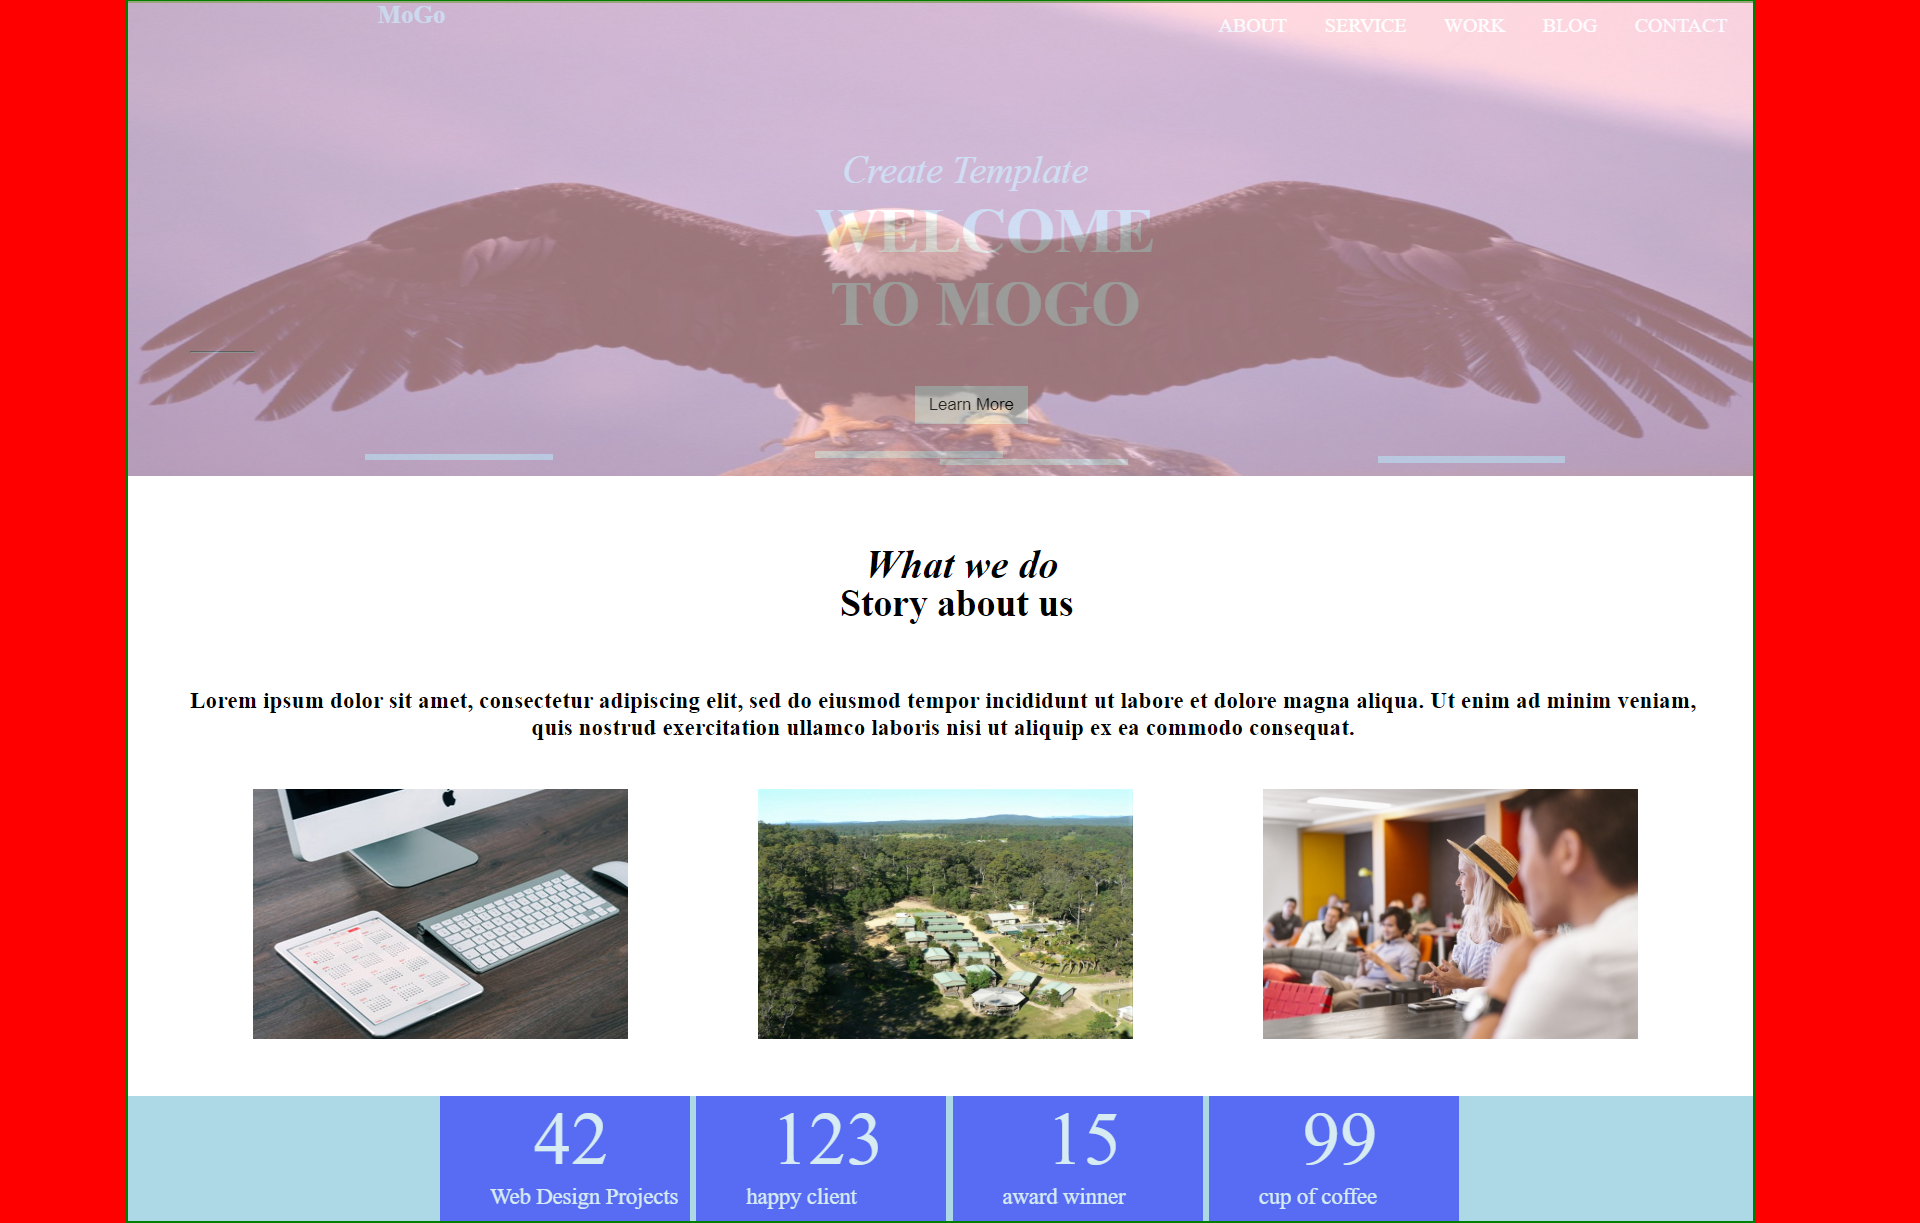 MoGo
ABOUT SERVICE WORK BLOG CONTACT
Create Template
WELCOME
TO MOGO
Learn More
What we do
Story about us
Lorem ipsum dolor sit amet, consectetur adipiscing elit, sed do eiusmod tempor incididunt ut labore et dolore magna aliqua. Ut enim ad minim veniam,
quis nostrud exercitation ullamco laboris nisi ut aliquip ex ea commodo consequat.
42 123 15 99
Web Design Projects happy client award winner cup of coffee